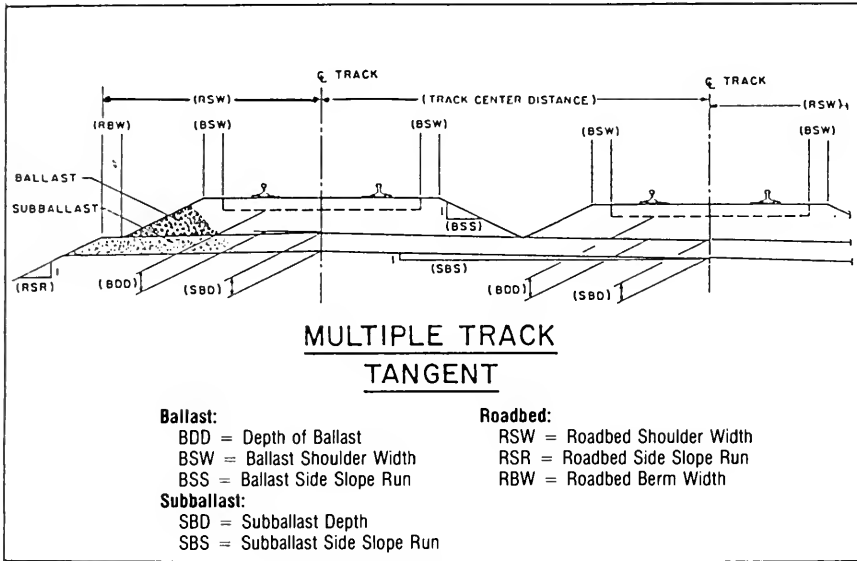 ℄ TRACK
℄ TRACK
(RSW)
(TRACK CENTER DISTANCE)
(RSW)
(RBW)
(BSW)
(BSW)
(BSW)
(BSW)
BALLAST
SUBBALLAST
1
(BSS)
1
(RSR)
(BDD)
(SBD)
1
(SBS)
(BDD)
(SBD)
MULTIPLE TRACK
TANGENT
Ballast:
BDD = Depth of Ballast
BSW = Ballast Shoulder Width
BSS = Ballast Side Slope Run
Subballast:
SBD = Subballast Depth
SBS = Subballast Side Slope Run
Roadbed:
RSW = Roadbed Shoulder Width
RSR = Roadbed Side Slope Run
RBW = Roadbed Berm Width